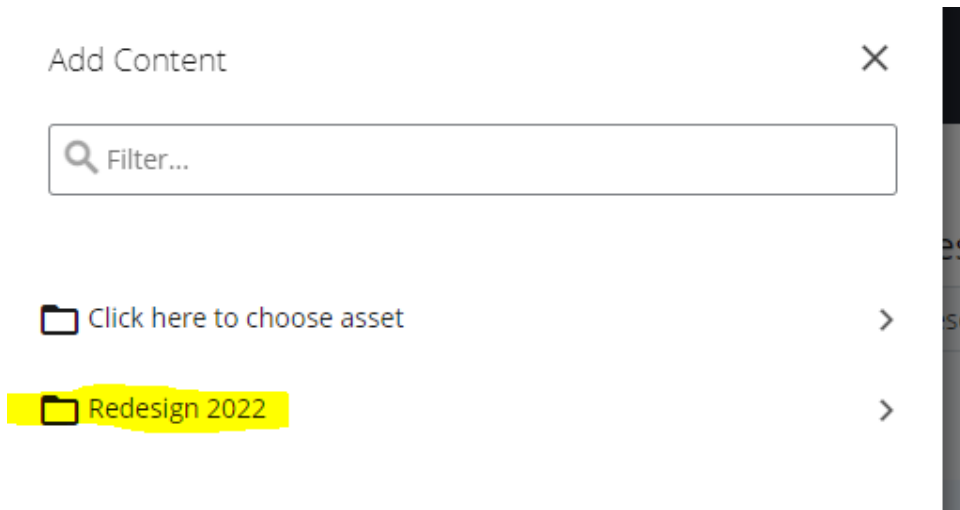 Add Content
Filter...
Click here to choose asset
Redesign 2022